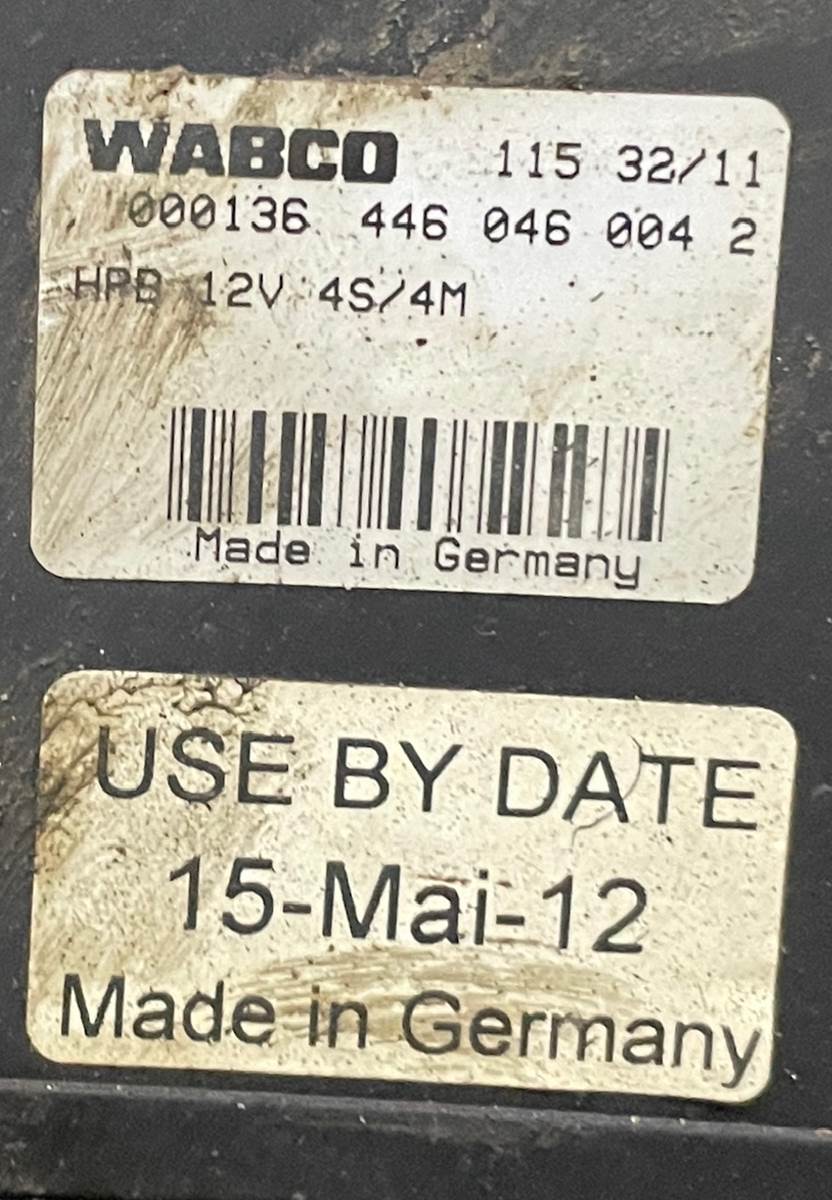 WABCO 115 32/11
000136 446 046 004 2
HPB 12V 4S/4M
Made in Germany
USE BY DATE
15-Mai-12
Made in Germany